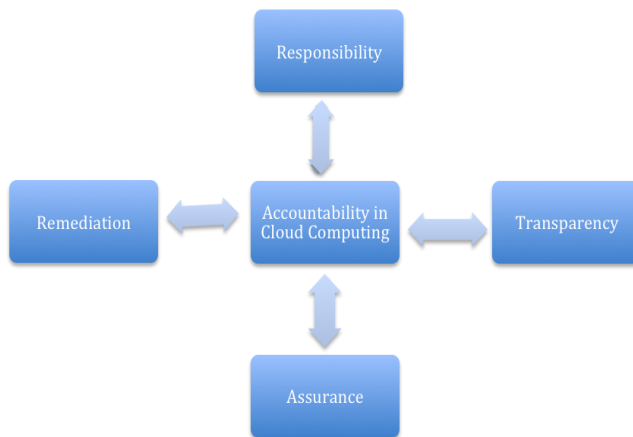 Responsibility
Remediation
Accountability in
Cloud Computing
Transparency
Assurance